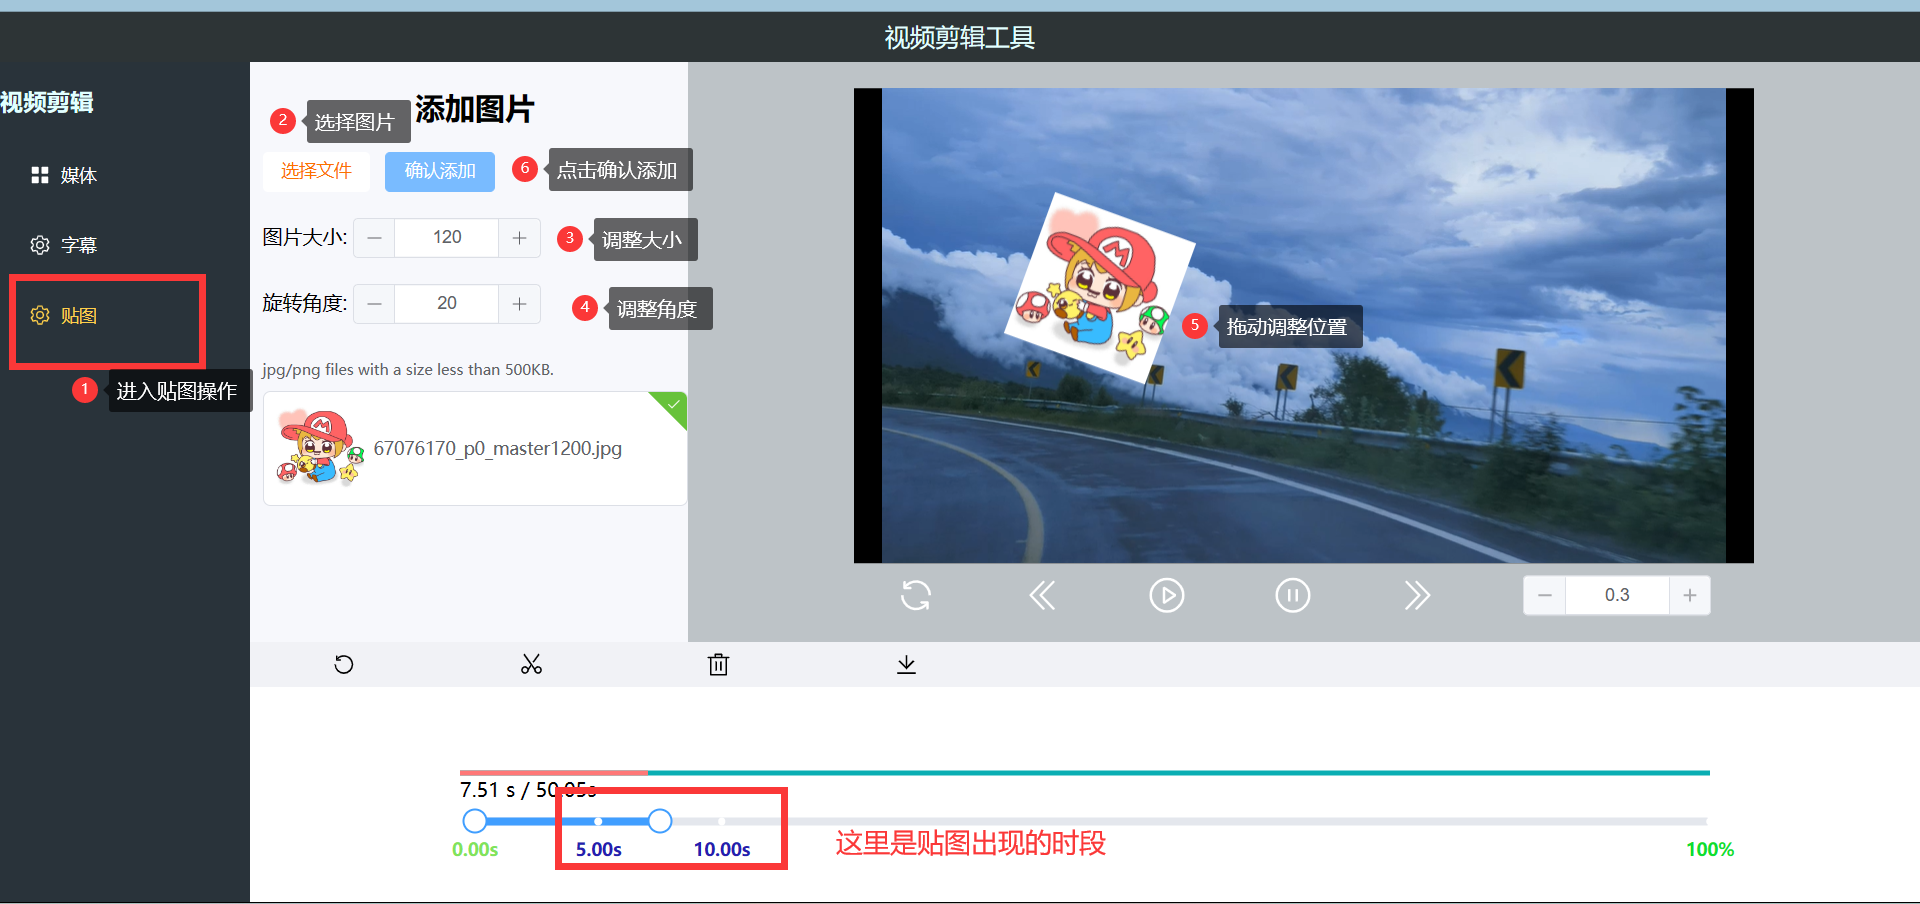 视频剪辑工具
视频剪辑
媒体
字幕
贴图
1 进入贴图操作
添加图片
2 选择图片
选择文件
确认添加
6 点击确认添加
图片大小: 120
3 调整大小
旋转角度: 20
4 调整角度
jpg/png files with a size less than 500KB.
67076170_p0_master1200.jpg
M
M
5 拖动调整位置
0.3
7.51 s / 50.05s
0.00s
5.00s
10.00s
100%
这里是贴图出现的时段